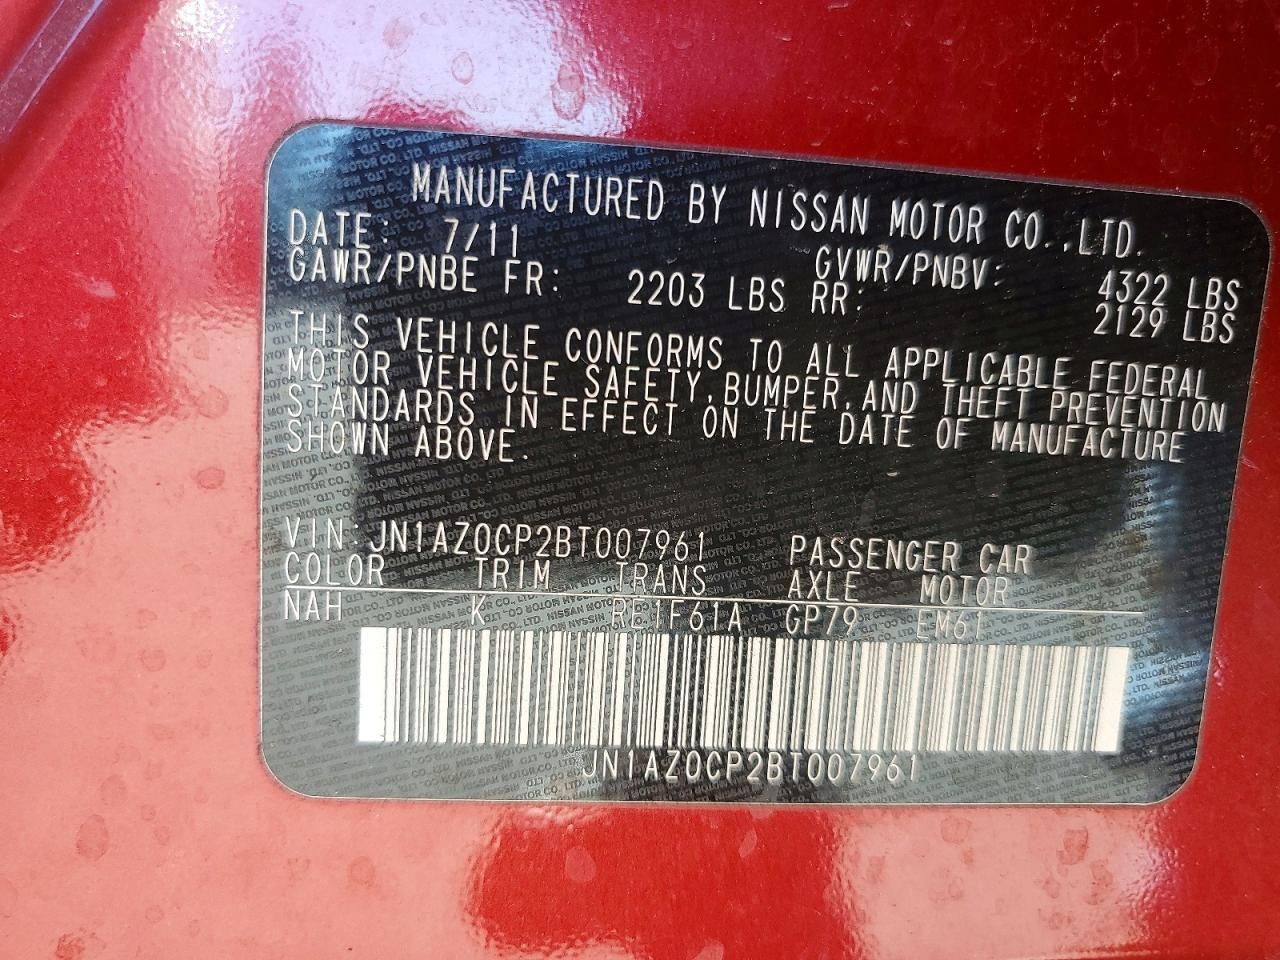 MANUFACTURED BY NISSAN MOTOR CO.,LTD.
DATE: 7/11 GVWR/PNBV: 4322 LBS
GAWR/PNBE FR: 2203 LBS RR: 2129 LBS
THIS VEHICLE CONFORMS TO ALL APPLICABLE FEDERAL
MOTOR VEHICLE SAFETY,BUMPER,AND THEFT PREVENTION
STANDARDS IN EFFECT ON THE DATE OF MANUFACTURE
SHOWN ABOVE.
VIN:JN1AZ0CP2BT007961 PASSENGER CAR
COLOR TRIM TRANS AXLE MOTOR
NAH K RE1F61A GP79 EM61
JN1AZ0CP2BT007961